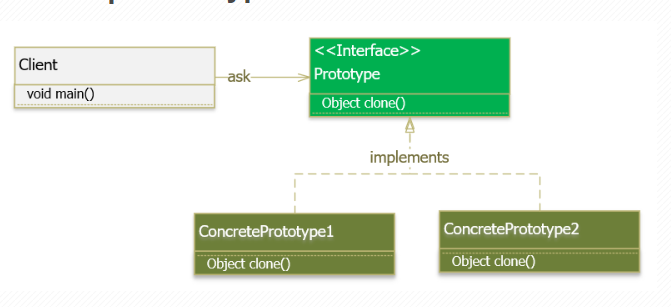 Client
void main()
ask
<<Interface>>
Prototype
Object clone()
implements
ConcretePrototype1
Object clone()
ConcretePrototype2
Object clone()